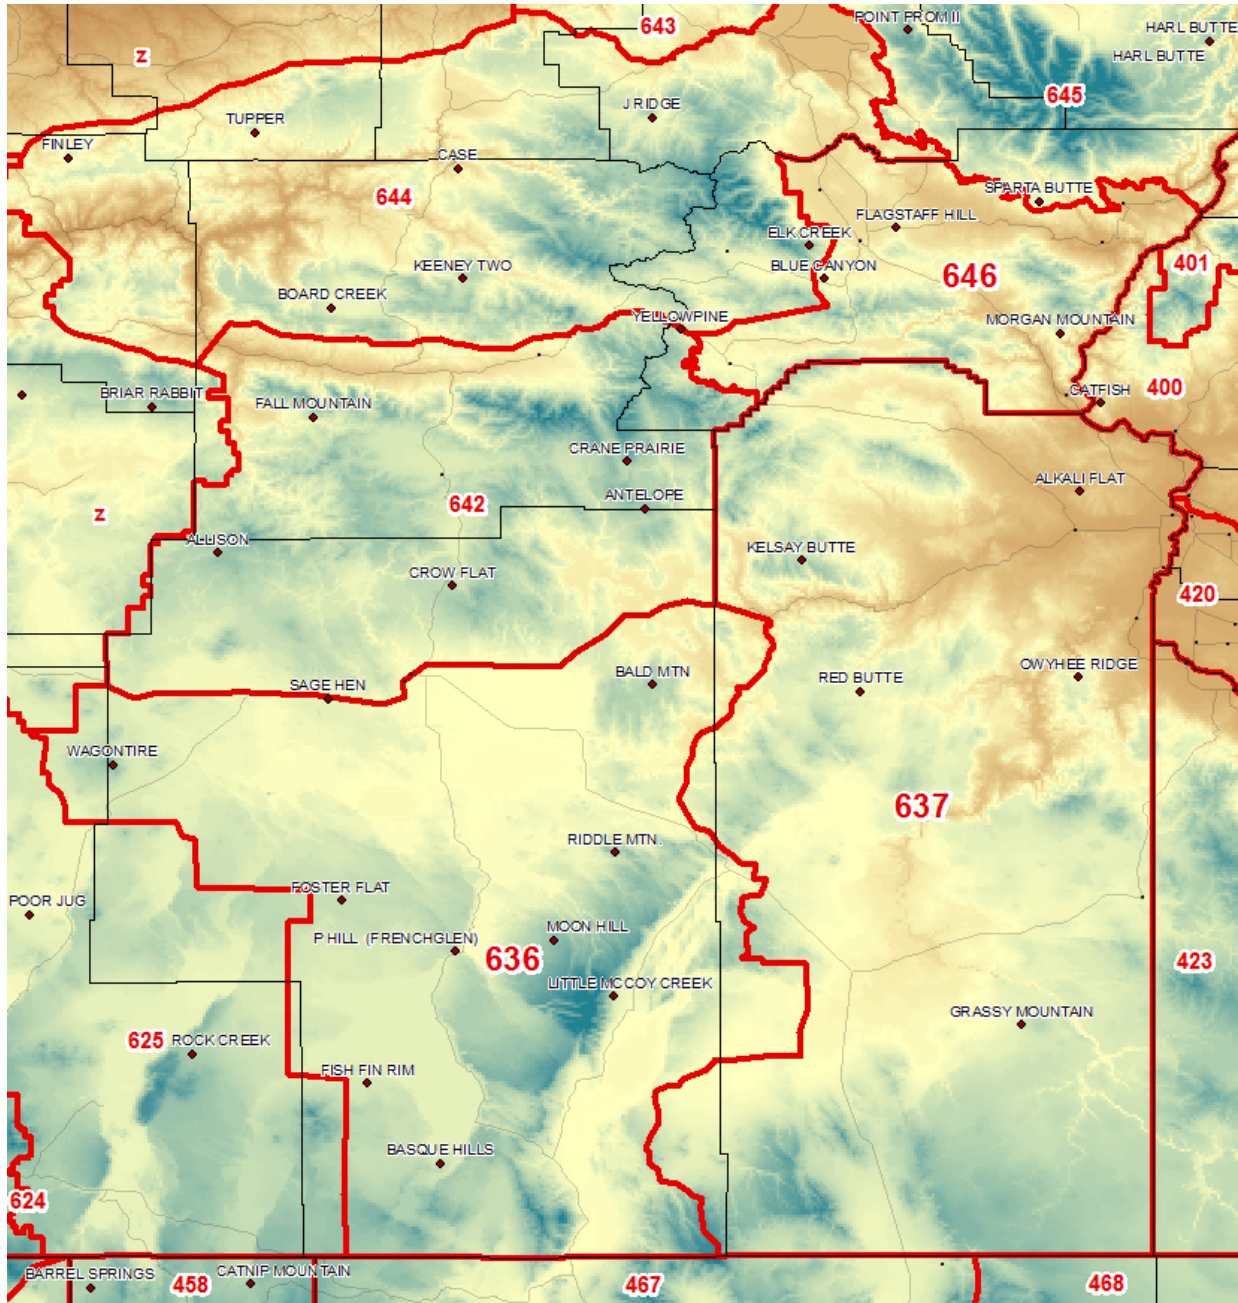 POINT PROM II
643
HARL BUTTE
Z
HARL BUTTE
645
J RIDGE
TUPPER
FINLEY
CASE
SPARTA BUTTE
644
FLAGSTAFF HILL
ELK CREEK
401
KEENEY TWO
BLUE CANYON
646
BOARD CREEK
YELLOWPINE
MORGAN MOUNTAIN
400
BRIAR RABBIT
CATFISH
FALL MOUNTAIN
CRANE PRAIRIE
ALKALI FLAT
ANTELOPE
642
Z
ALLISON
KELSAY BUTTE
CROW FLAT
420
OWYHEE RIDGE
BALD MTN
RED BUTTE
SAGE HEN
WAGONTIRE
637
RIDDLE MTN.
FOSTER FLAT
POOR JUG
MOON HILL
P HILL (FRENCHGLEN)
636
423
LITTLE MCCOY CREEK
GRASSY MOUNTAIN
625
ROCK CREEK
FISH FIN RIM
BASQUE HILLS
624
BARREL SPRINGS
CATNIP MOUNTAIN
458
467
468